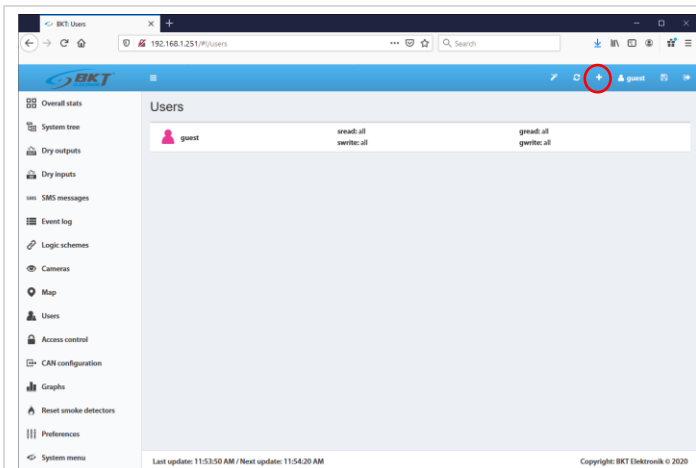 BKT: Users
192.168.1.251/#!/users
Search
BKT
guest
Overall stats
System tree
Dry outputs
Dry inputs
SMS SMS messages
Event log
Logic schemes
Cameras
Map
Users
Access control
CAN configuration
Graphs
Reset smoke detectors
Preferences
System menu
Users
guest
sread: all
swrite: all
gread: all
gwrite: all
Last update: 11:53:50 AM / Next update: 11:54:20 AM
Copyright: BKT Elektronik © 2020